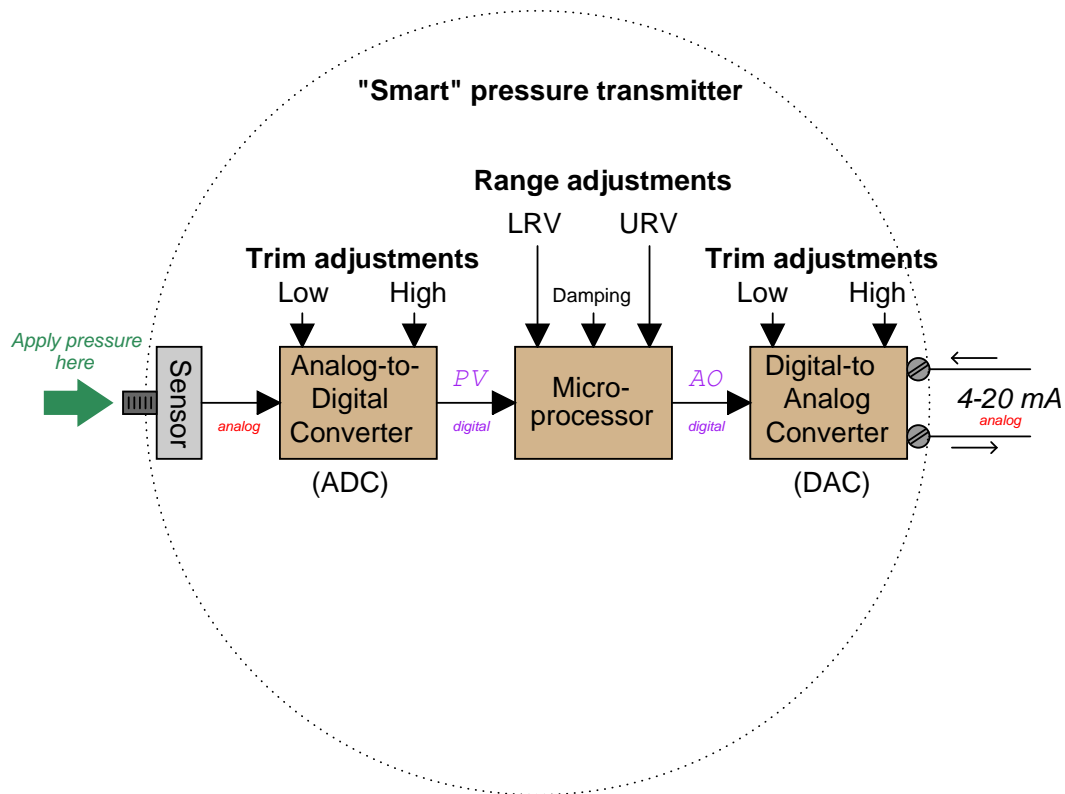 "Smart" pressure transmitter
Range adjustments
LRV URV
Trim adjustments
Low High
Damping
Trim adjustments
Low High
Apply pressure
here
Sensor
analog
Analog-to-
Digital
Converter
(ADC)
PV
digital
Micro-
processor
AO
digital
Digital-to
Analog
Converter
(DAC)
4-20 mA
analog